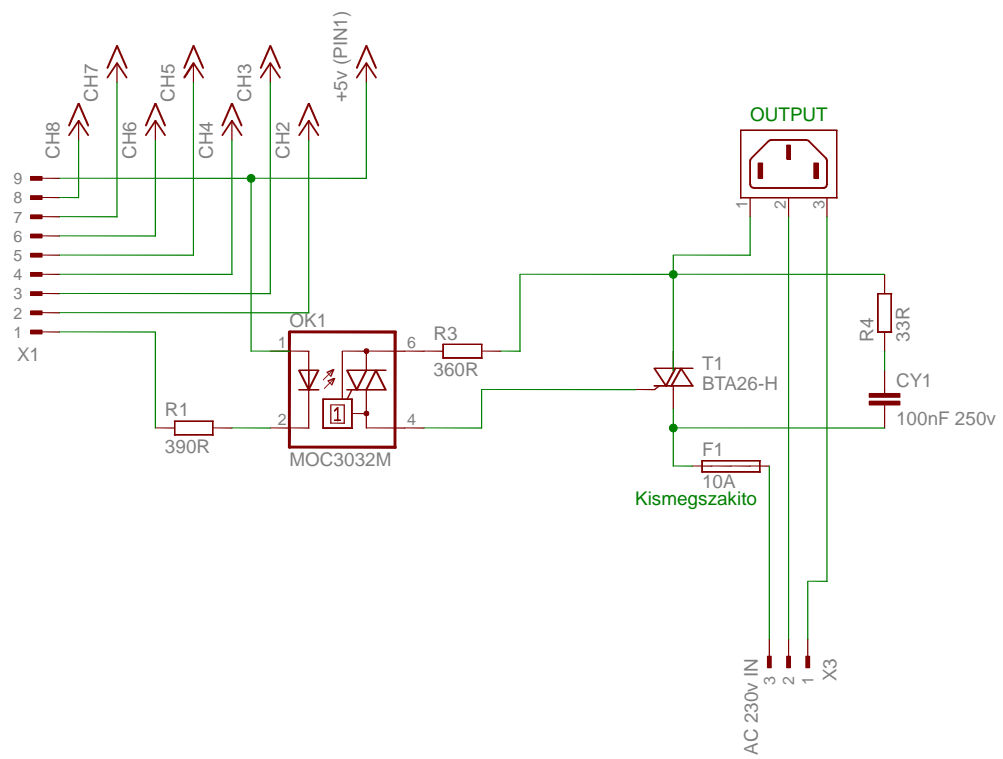 CH8
CH7
CH6
CH5
CH4
CH3
CH2
+5v (PIN1)
9
8
7
6
5
4
3
2
1
X1
OK1
1
2
6
4
1
MOC3032M
R1
390R
R3
360R
OUTPUT
1
2
3
T1
BTA26-H
R4
33R
CY1
100nF 250v
F1
10A
Kismegszakito
AC 230v IN
3
2
1
X3